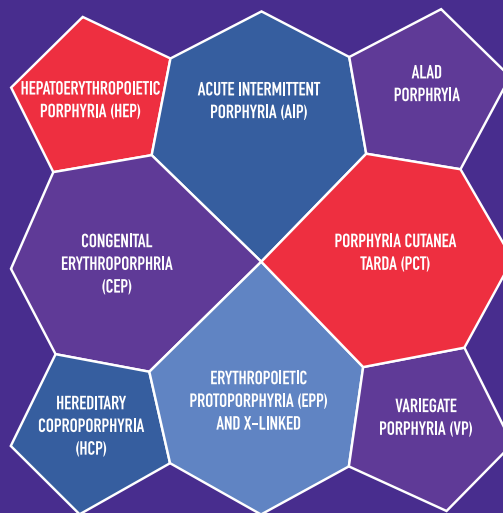 HEPATOERYTHROPOIETIC
PORPHYRIA (HEP)
ACUTE INTERMITTENT
PORPHYRIA (AIP)
ALAD
PORPHRYIA
CONGENITAL
ERYTHROPORPHRIA
(CEP)
PORPHYRIA CUTANEA
TARDA (PCT)
HEREDITARY
COPROPORPHYRIA
(HCP)
ERYTHROPOIETIC
PROTOPORPHYRIA (EPP)
AND X-LINKED
VARIEGATE
PORPHYRIA (VP)